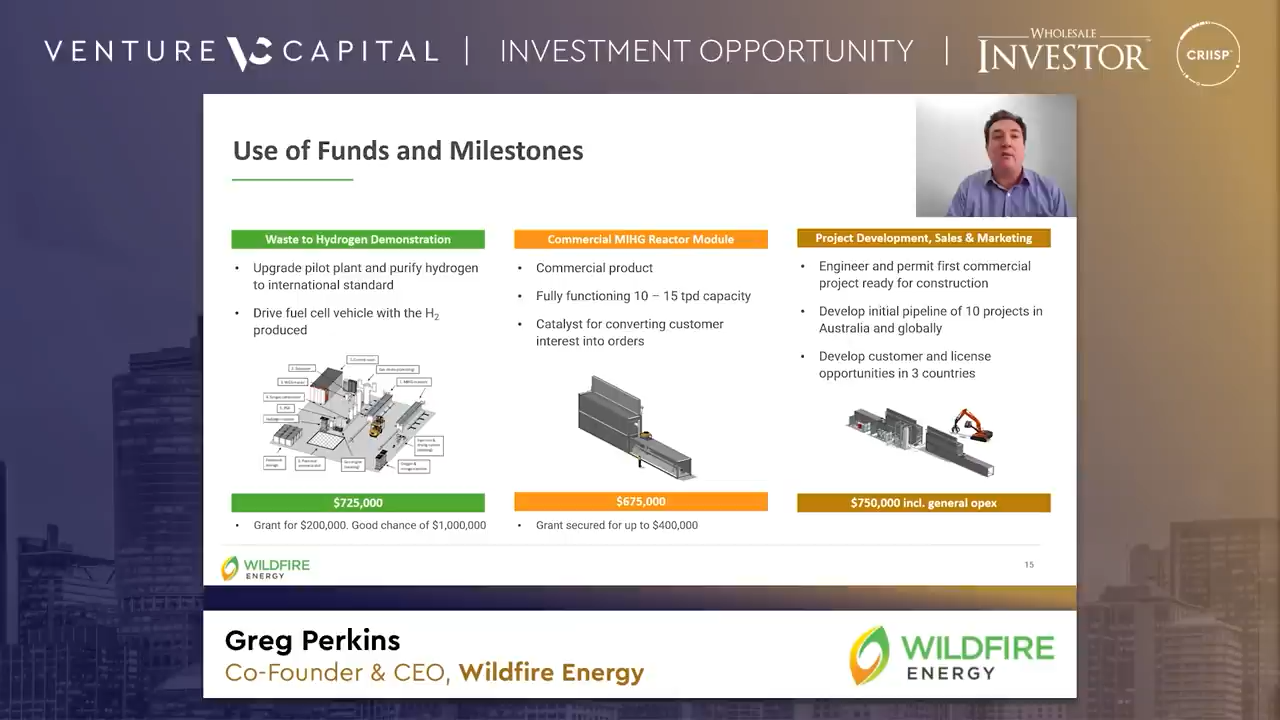 VENTURE VC CAPITAL | INVESTMENT OPPORTUNITY | WHOLESALE INVESTOR CRIISP
Use of Funds and Milestones
Waste to Hydrogen Demonstration
• Upgrade pilot plant and purify hydrogen
to international standard
• Drive fuel cell vehicle with the H₂
produced
$725,000
• Grant for $200,000. Good chance of $1,000,000
Commercial MIHG Reactor Module
• Commercial product
• Fully functioning 10 – 15 tpd capacity
• Catalyst for converting customer
interest into orders
$675,000
• Grant secured for up to $400,000
Project Development, Sales & Marketing
• Engineer and permit first commercial
project ready for construction
• Develop initial pipeline of 10 projects in
Australia and globally
• Develop customer and license
opportunities in 3 countries
$750,000 incl. general opex
WILDFIRE
ENERGY
15
Greg Perkins
Co-Founder & CEO, Wildfire Energy
WILDFIRE
ENERGY